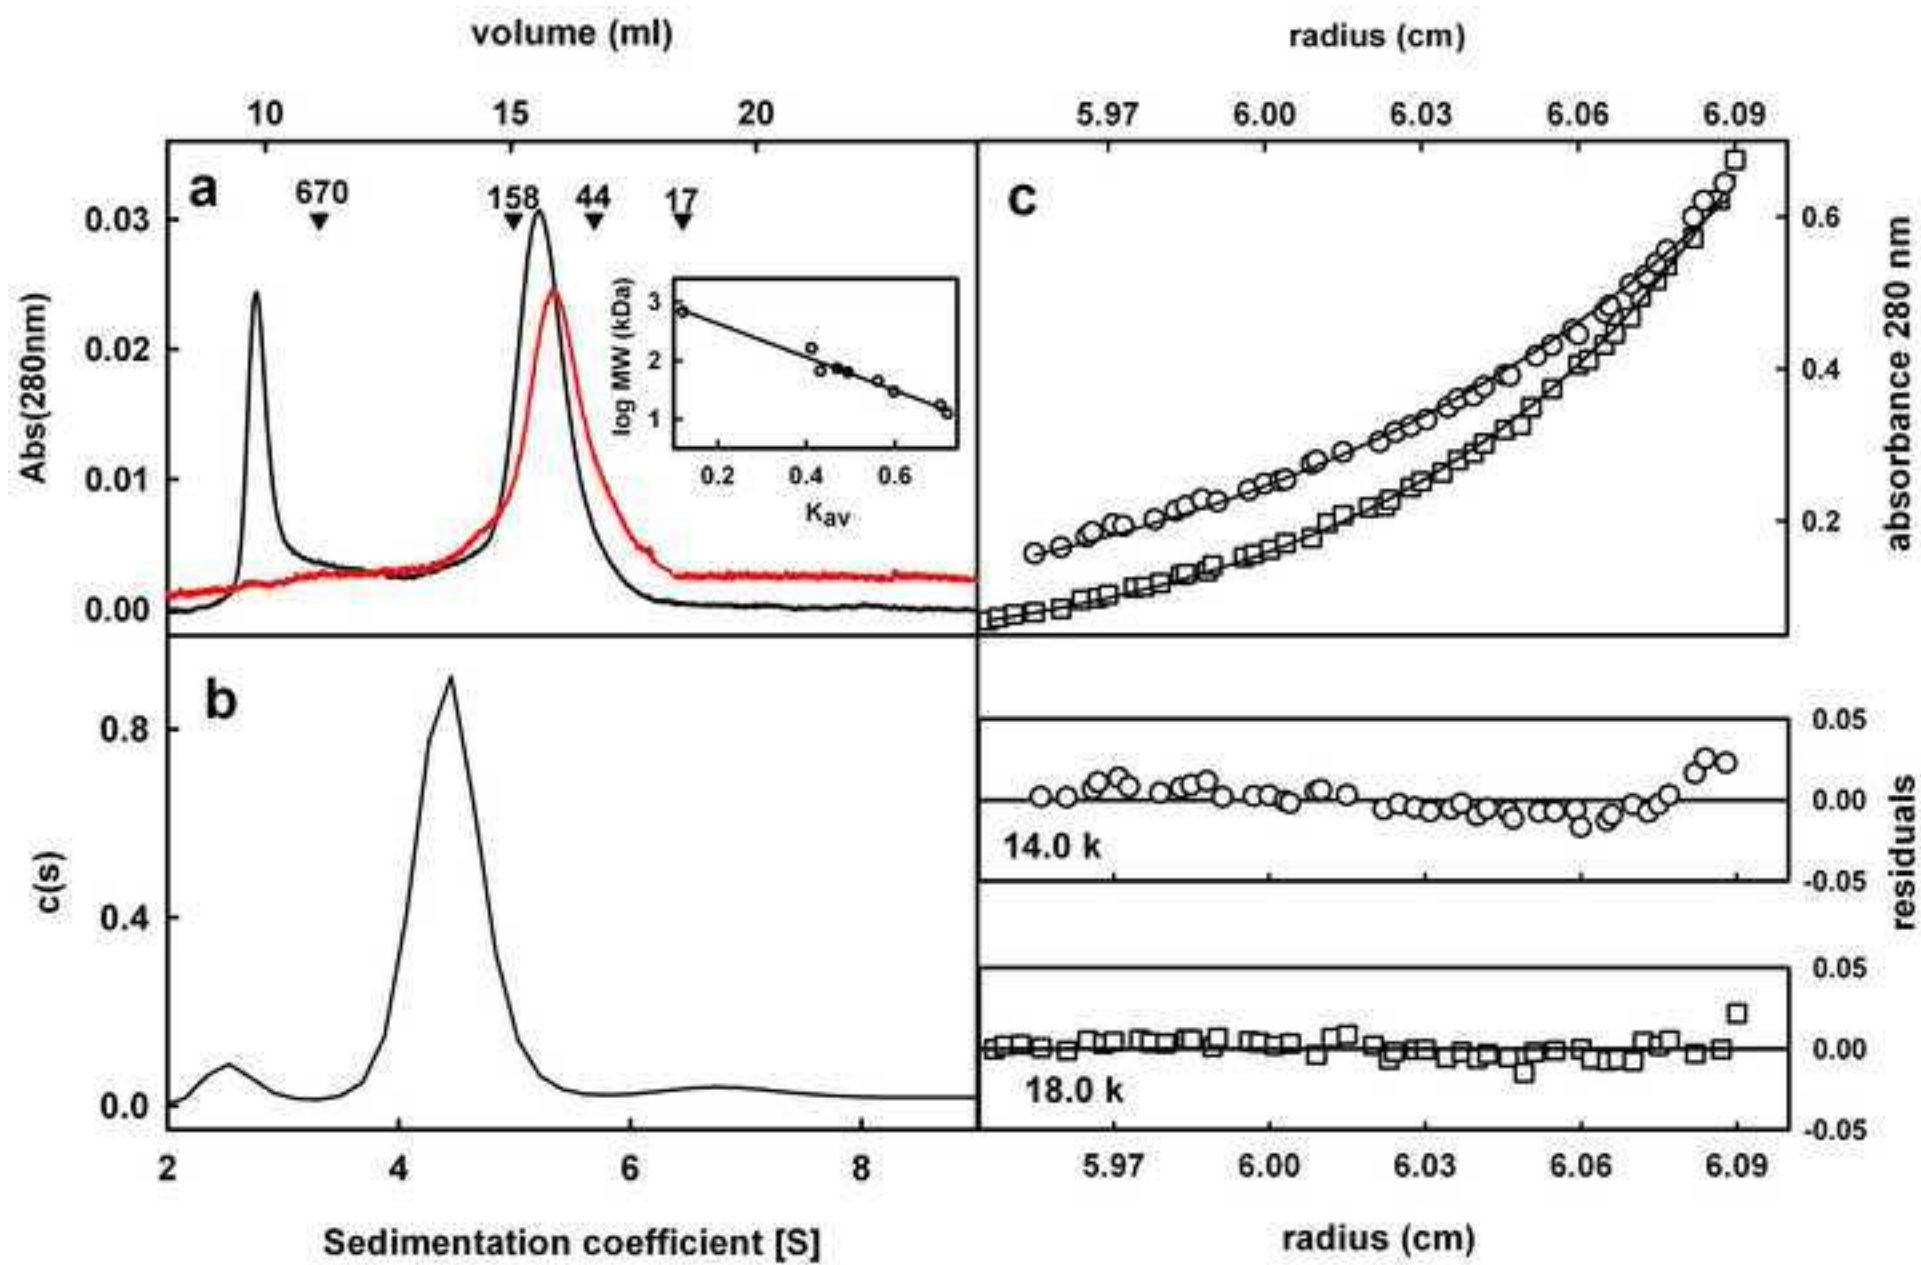 volume (ml)
10 15 20
a
670 158 44 17
Abs(280nm)
0.03
0.02
0.01
0.00
log MW (kDa)
3
2
1
0.2 0.4 0.6
Kav
b
c(s)
0.8
0.4
0.0
2 4 6 8
Sedimentation coefficient [S]
radius (cm)
5.97 6.00 6.03 6.06 6.09
c
0.6
0.4
0.2
absorbance 280 nm
0.05
0.00
-0.05
14.0 k
residuals
0.05
0.00
-0.05
18.0 k
5.97 6.00 6.03 6.06 6.09
radius (cm)